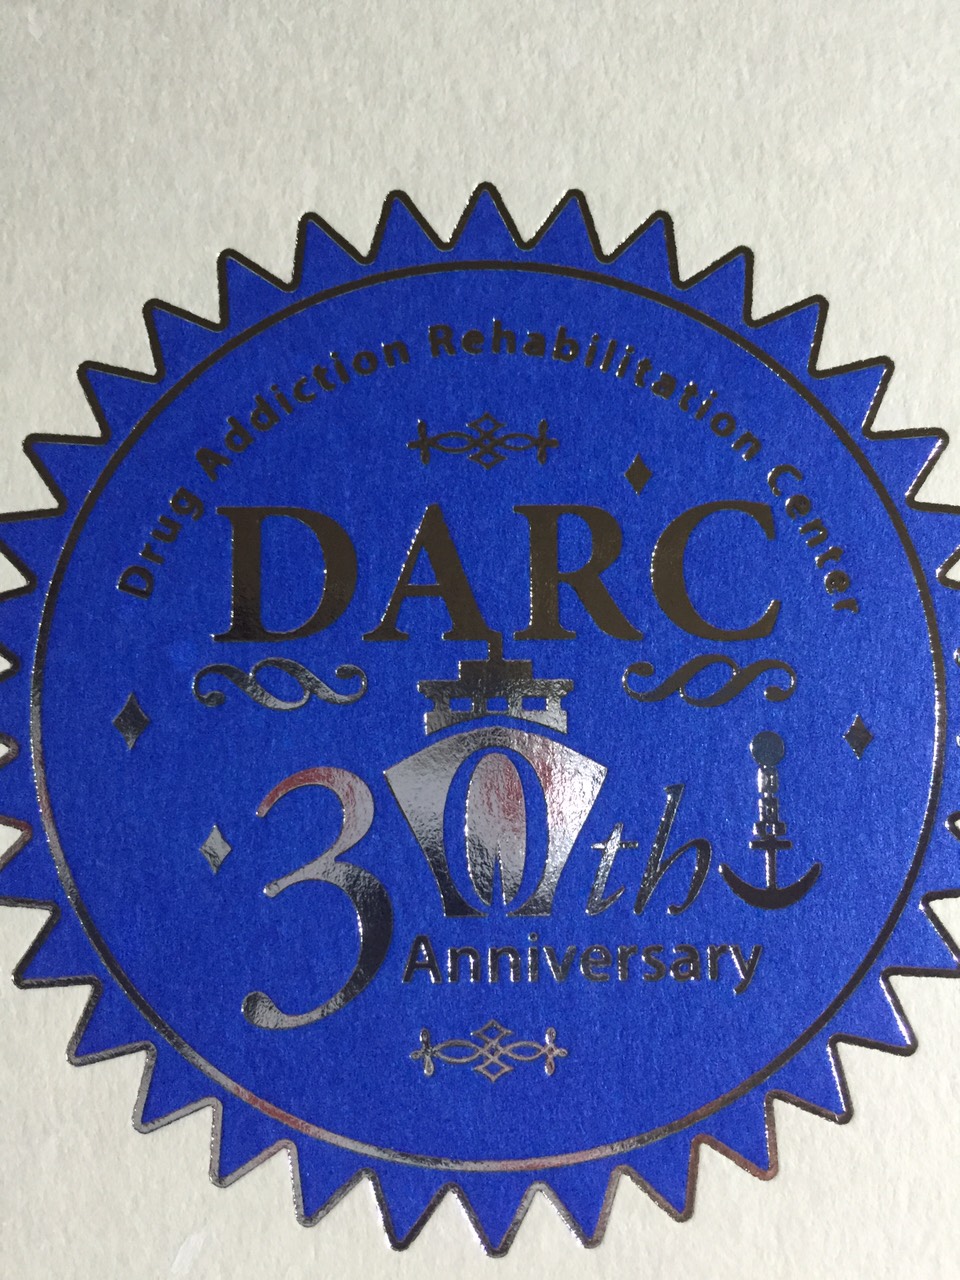 Drug Addiction Rehabilitation Center
DARC
30th
Anniversary